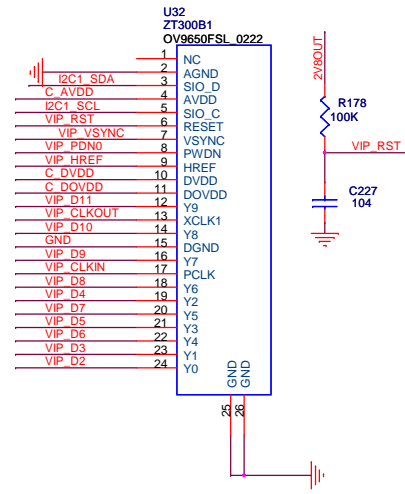 U32
ZT300B1
OV9650FSL_0222
1 NC
2 AGND
I2C1_SDA 3 SIO_D
C_AVDD 4 AVDD
I2C1_SCL 5 SIO_C
VIP_RST 6 RESET
VIP_VSYNC 7 VSYNC
VIP_PDN0 8 PWDN
VIP_HREF 9 HREF
C_DVDD 10 DVDD
C_DOVDD 11 DOVDD
VIP_D11 12 Y9
VIP_CLKOUT 13 XCLK1
VIP_D10 14 Y8
GND 15 DGND
VIP_D9 16 Y7
VIP_CLKIN 17 PCLK
VIP_D8 18 Y6
VIP_D4 19 Y2
VIP_D7 20 Y5
VIP_D5 21 Y3
VIP_D6 22 Y4
VIP_D3 23 Y1
VIP_D2 24 Y0
GND
GND
25
26
2V8OUT
R178
100K
VIP_RST
C227
104